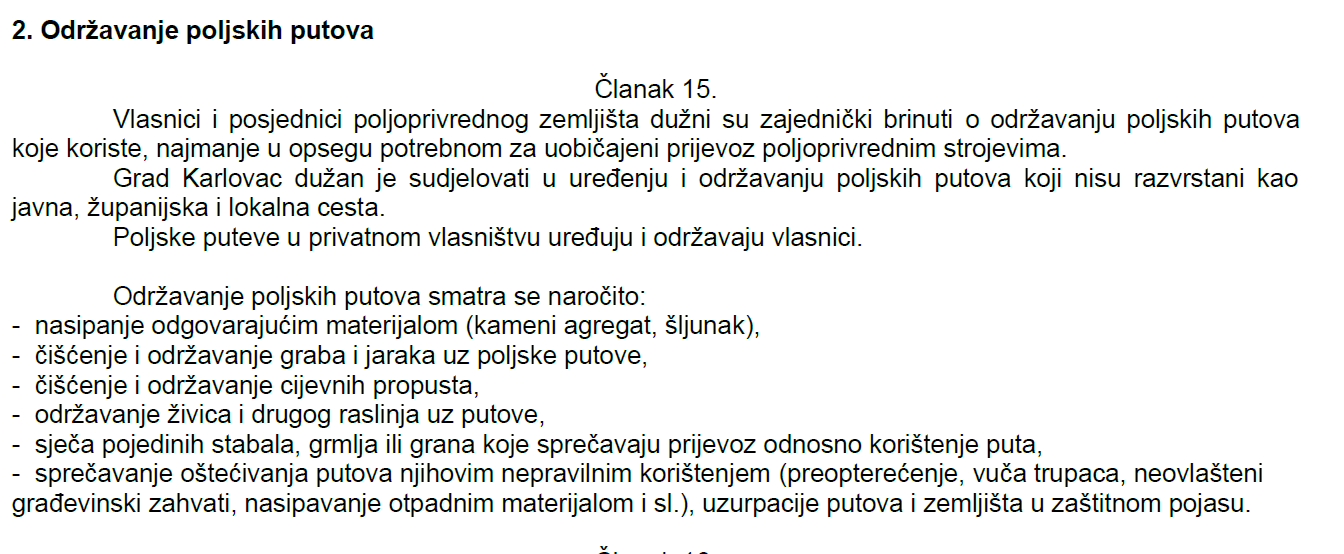 2. Održavanje poljskih putova
Članak 15.
Vlasnici i posjednici poljoprivrednog zemljišta dužni su zajednički brinuti o održavanju poljskih putova
koje koriste, najmanje u opsegu potrebnom za uobičajeni prijevoz poljoprivrednim strojevima.
Grad Karlovac dužan je sudjelovati u uređenju i održavanju poljskih putova koji nisu razvrstani kao
javna, županijska i lokalna cesta.
Poljske puteve u privatnom vlasništvu uređuju i održavaju vlasnici.
Održavanje poljskih putova smatra se naročito:
- nasipanje odgovarajućim materijalom (kameni agregat, šljunak),
- čišćenje i održavanje graba i jaraka uz poljske putove,
- čišćenje i održavanje cijevnih propusta,
- održavanje živica i drugog raslinja uz putove,
- sječa pojedinih stabala, grmlja ili grana koje sprečavaju prijevoz odnosno korištenje puta,
- sprečavanje oštećivanja putova njihovim nepravilnim korištenjem (preopterećenje, vuča trupaca, neovlašteni
građevinski zahvati, nasipavanje otpadnim materijalom i sl.), uzurpacije putova i zemljišta u zaštitnom pojasu.